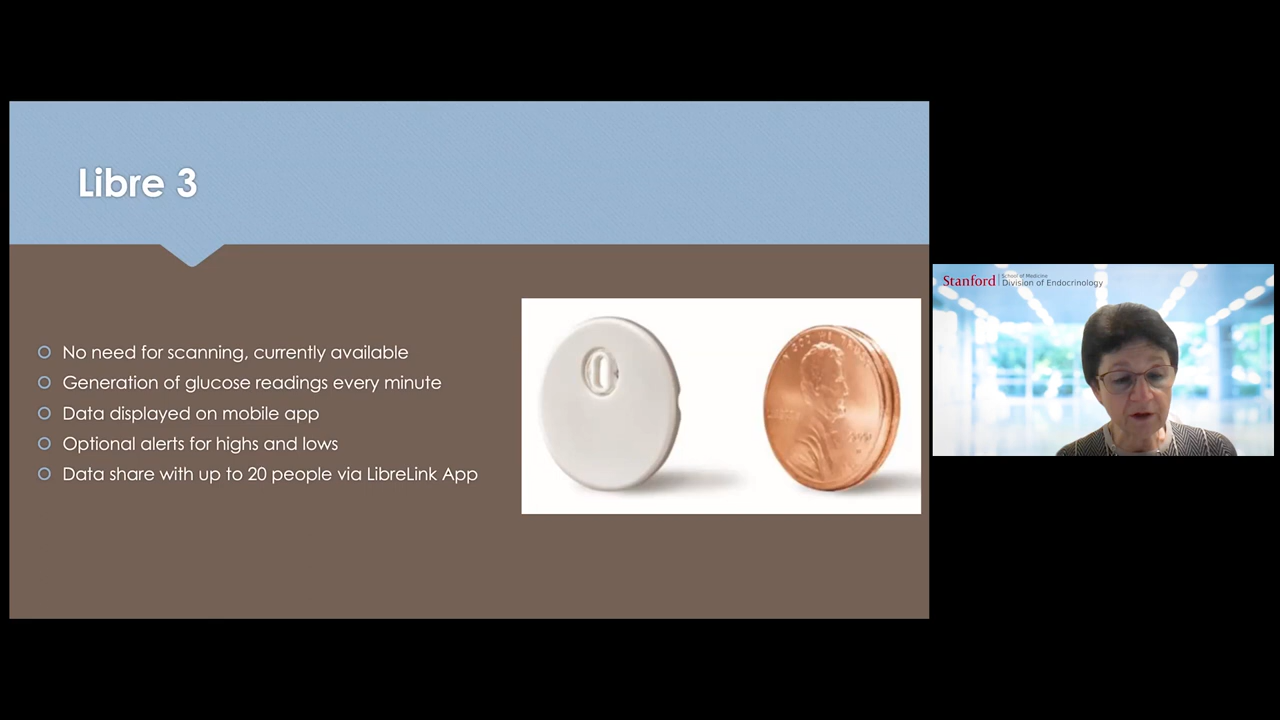 Libre 3
No need for scanning, currently available
Generation of glucose readings every minute
Data displayed on mobile app
Optional alerts for highs and lows
Data share with up to 20 people via LibreLink App
Stanford
School of Medicine
Division of Endocrinology